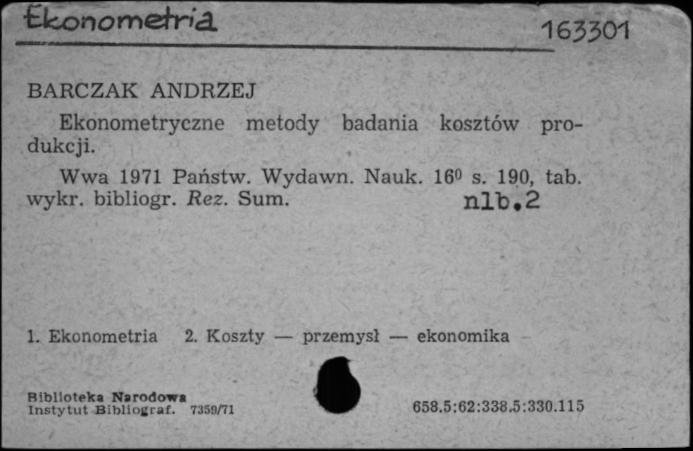 Ekonometria
163301
BARCZAK ANDRZEJ
Ekonometryczne metody badania kosztów pro-
dukcji.
Wwa 1971 Państw. Wydawn. Nauk. 16⁰ s. 190, tab.
wykr. bibliogr. Rez. Sum. nlb.2
1. Ekonometria 2. Koszty — przemysł — ekonomika
Biblioteka Narodowa
Instytut Bibliograf. 7359/71
658.5:62:338.5:330.115